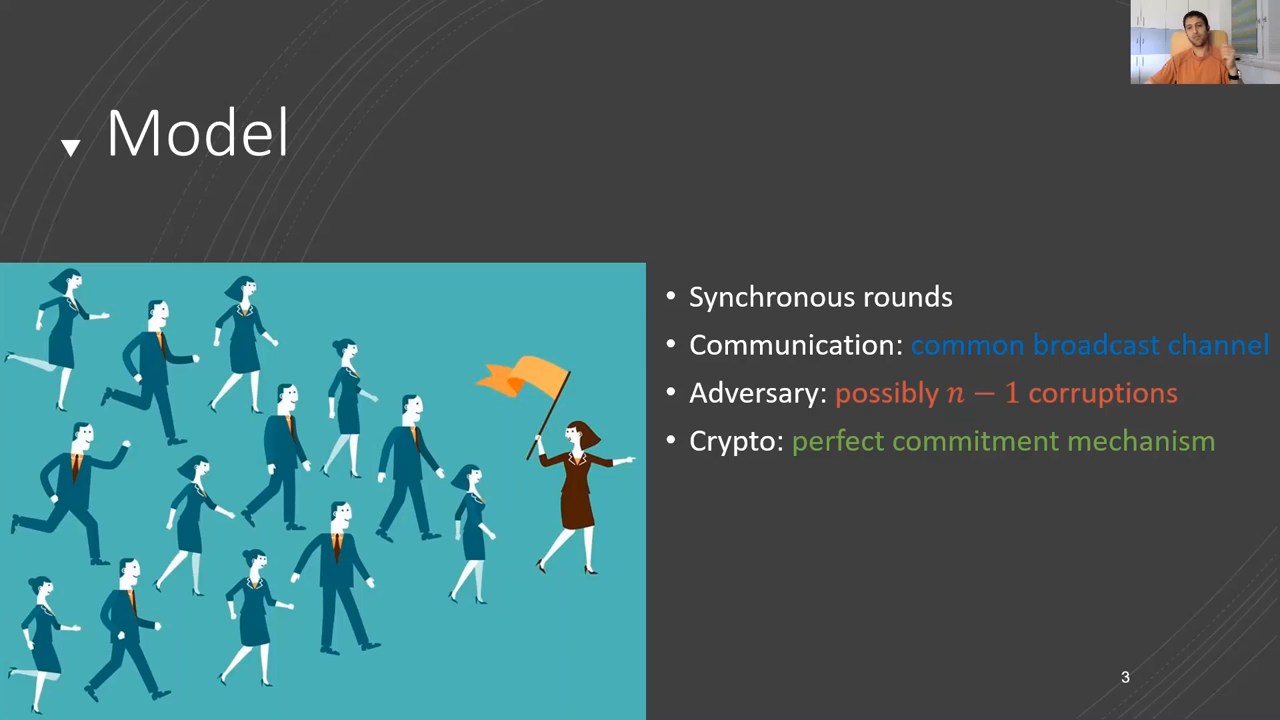 Model
• Synchronous rounds
• Communication: common broadcast channel
• Adversary: possibly n − 1 corruptions
• Crypto: perfect commitment mechanism
3